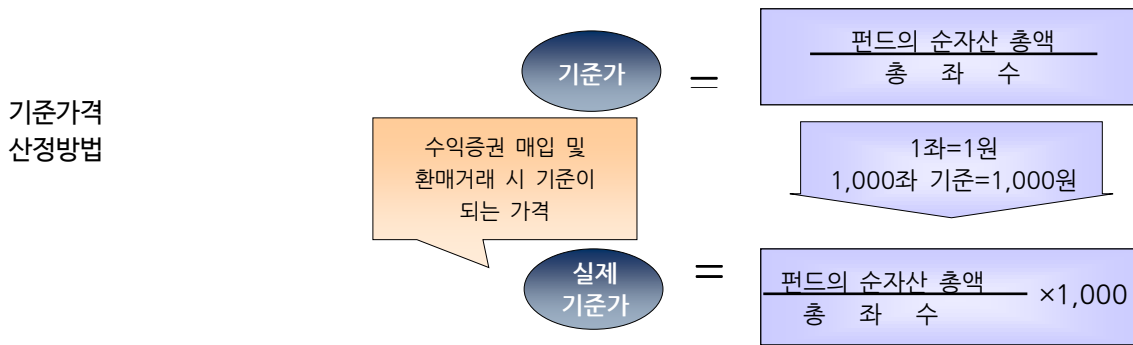 기준가격
산정방법
기준가
=
펀드의 순자산 총액
총 좌 수
수익증권 매입 및
환매거래 시 기준이
되는 가격
1좌=1원
1,000좌 기준=1,000원
실제
기준가
=
펀드의 순자산 총액
총 좌 수
×1,000